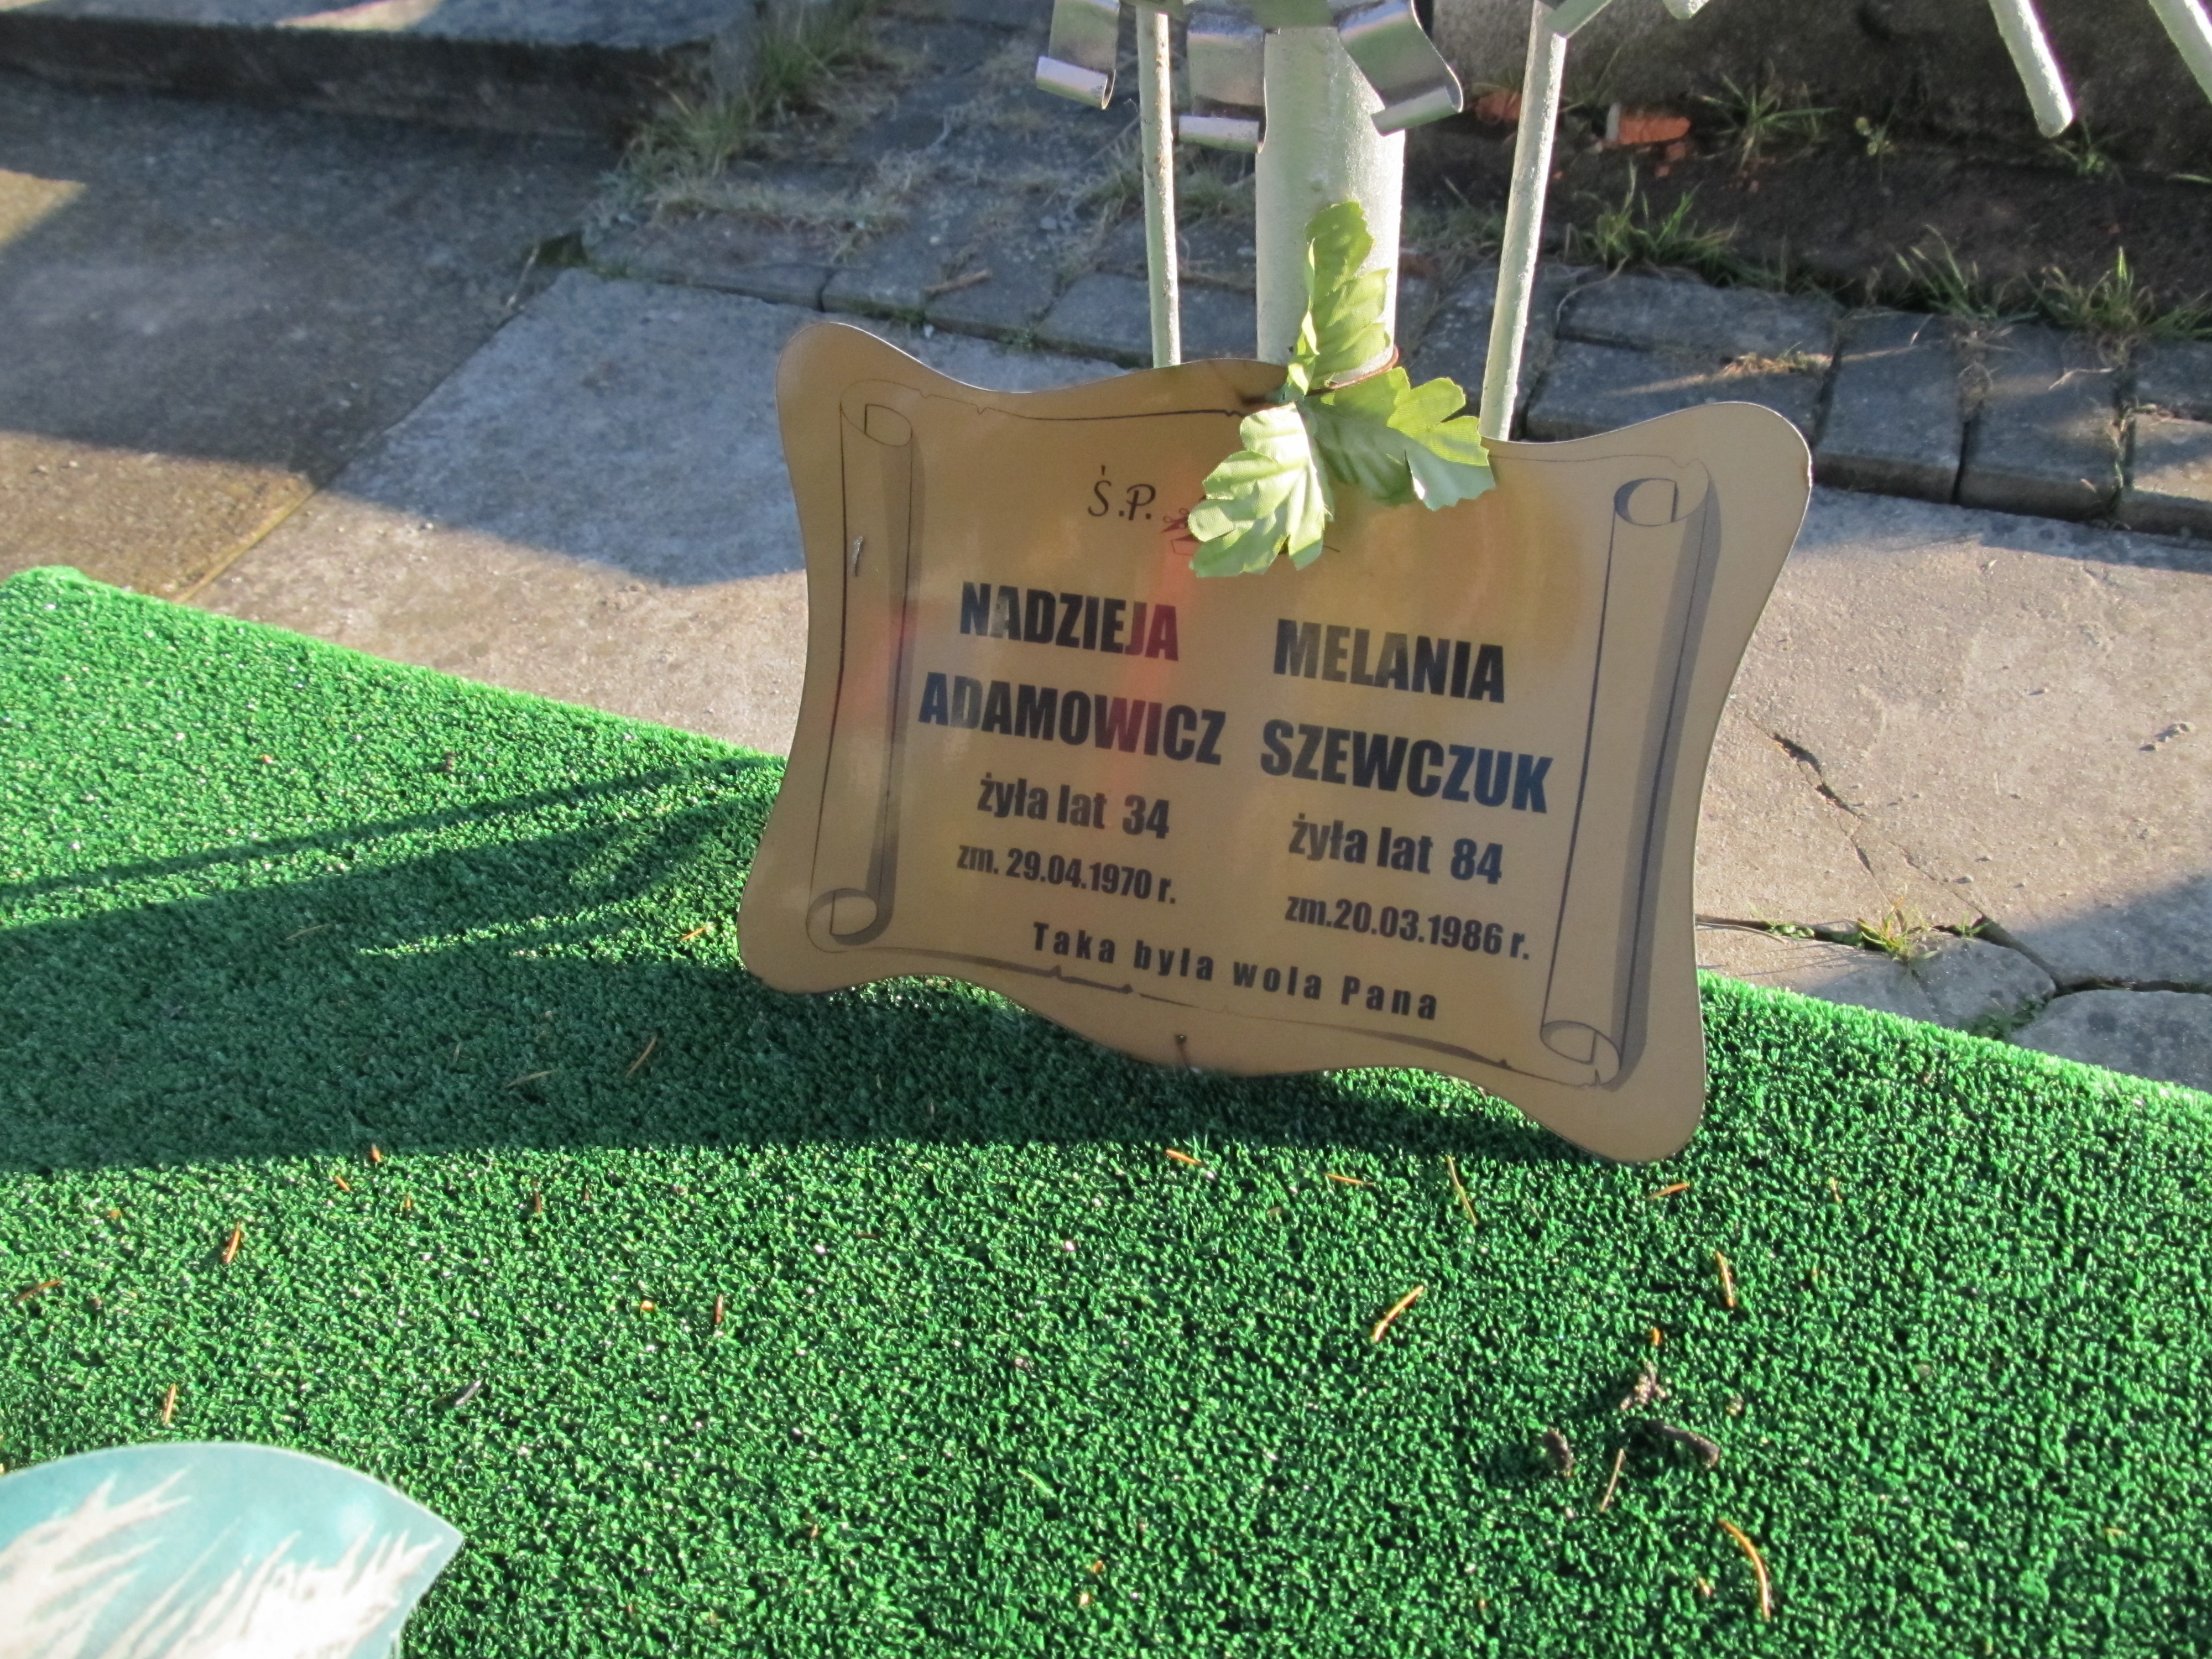 Ś.P.
NADZIEJA MELANIA
ADAMOWICZ SZEWCZUK
żyła lat 34 żyła lat 84
zm. 29.04.1970 r. zm.20.03.1986 r.
Taka była wola Pana